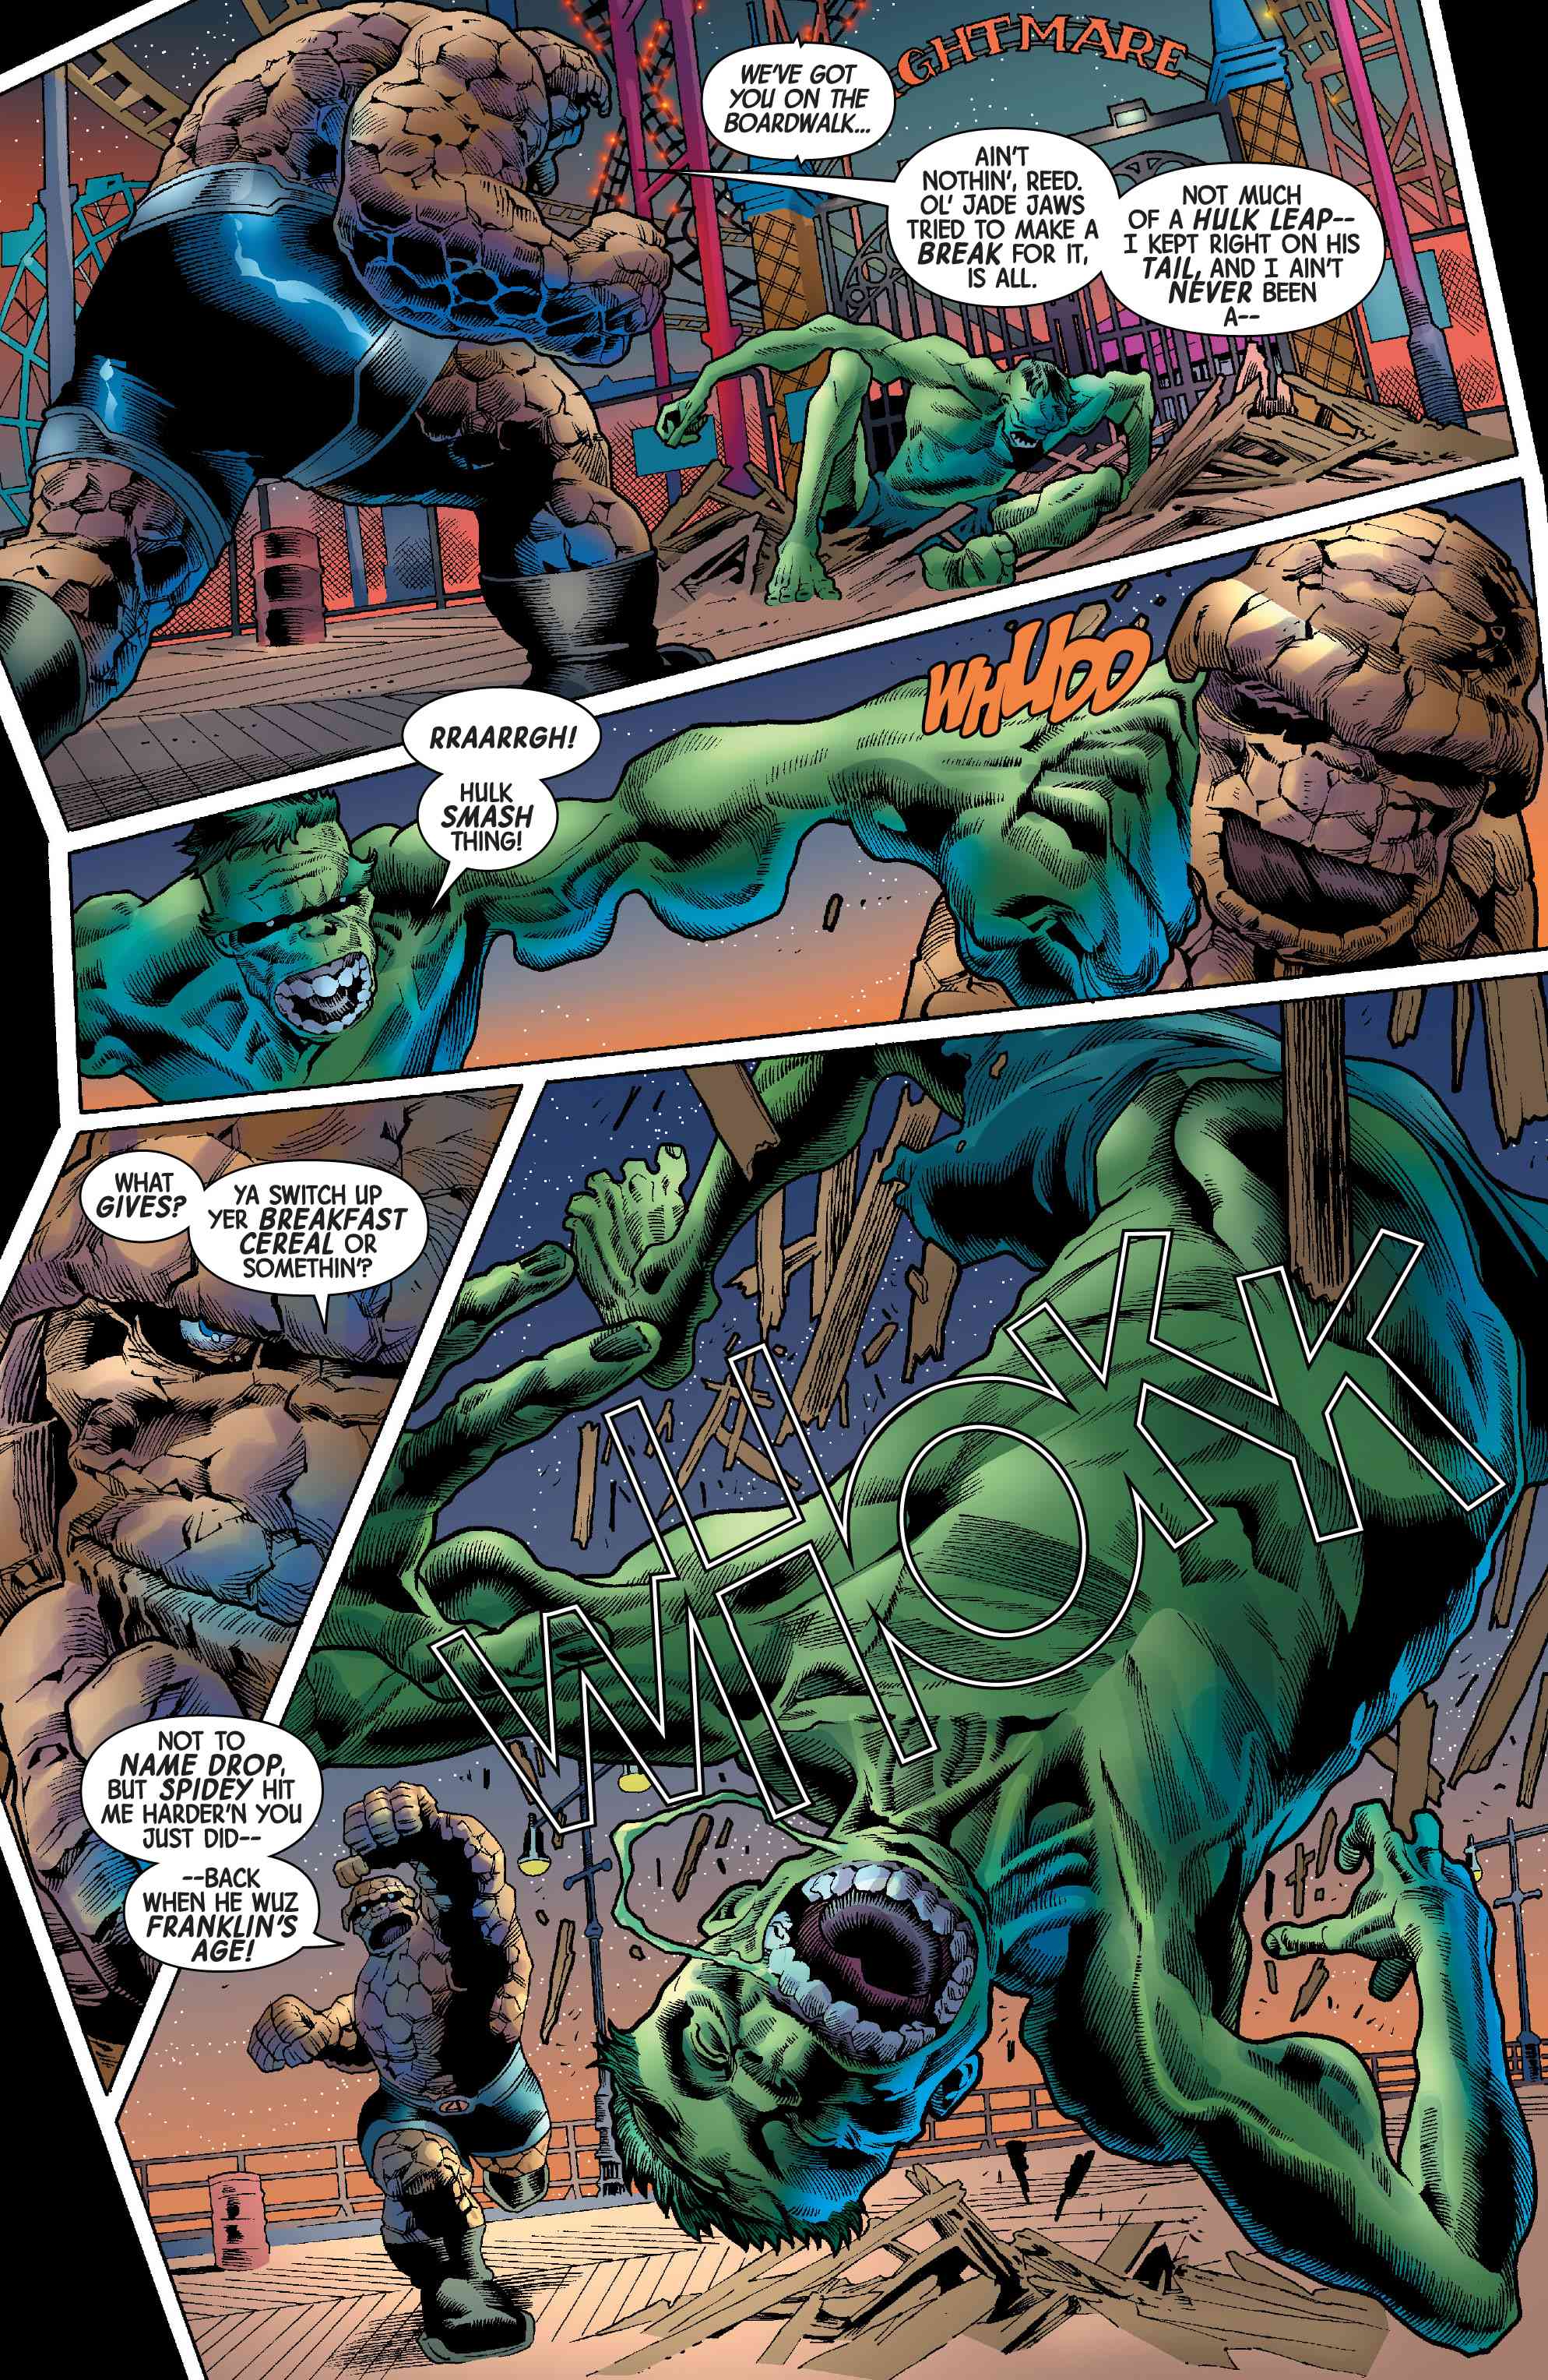 GHTMARE
WE'VE GOT
YOU ON THE
BOARDWALK...
AIN'T
NOTHIN', REED.
OL' JADE JAWS
TRIED TO MAKE A
BREAK FOR IT,
IS ALL.
NOT MUCH
OF A HULK LEAP--
I KEPT RIGHT ON HIS
TAIL, AND I AIN'T
NEVER BEEN
A--
WHUOO
RRAARRGH!
HULK
SMASH
THING!
WHAT
GIVES?
YA SWITCH UP
YER BREAKFAST
CEREAL OR
SOMETHIN'?
WHOKK
NOT TO
NAME DROP,
BUT SPIDEY HIT
ME HARDER'N YOU
JUST DID--
--BACK
WHEN HE WUZ
FRANKLIN'S
AGE!